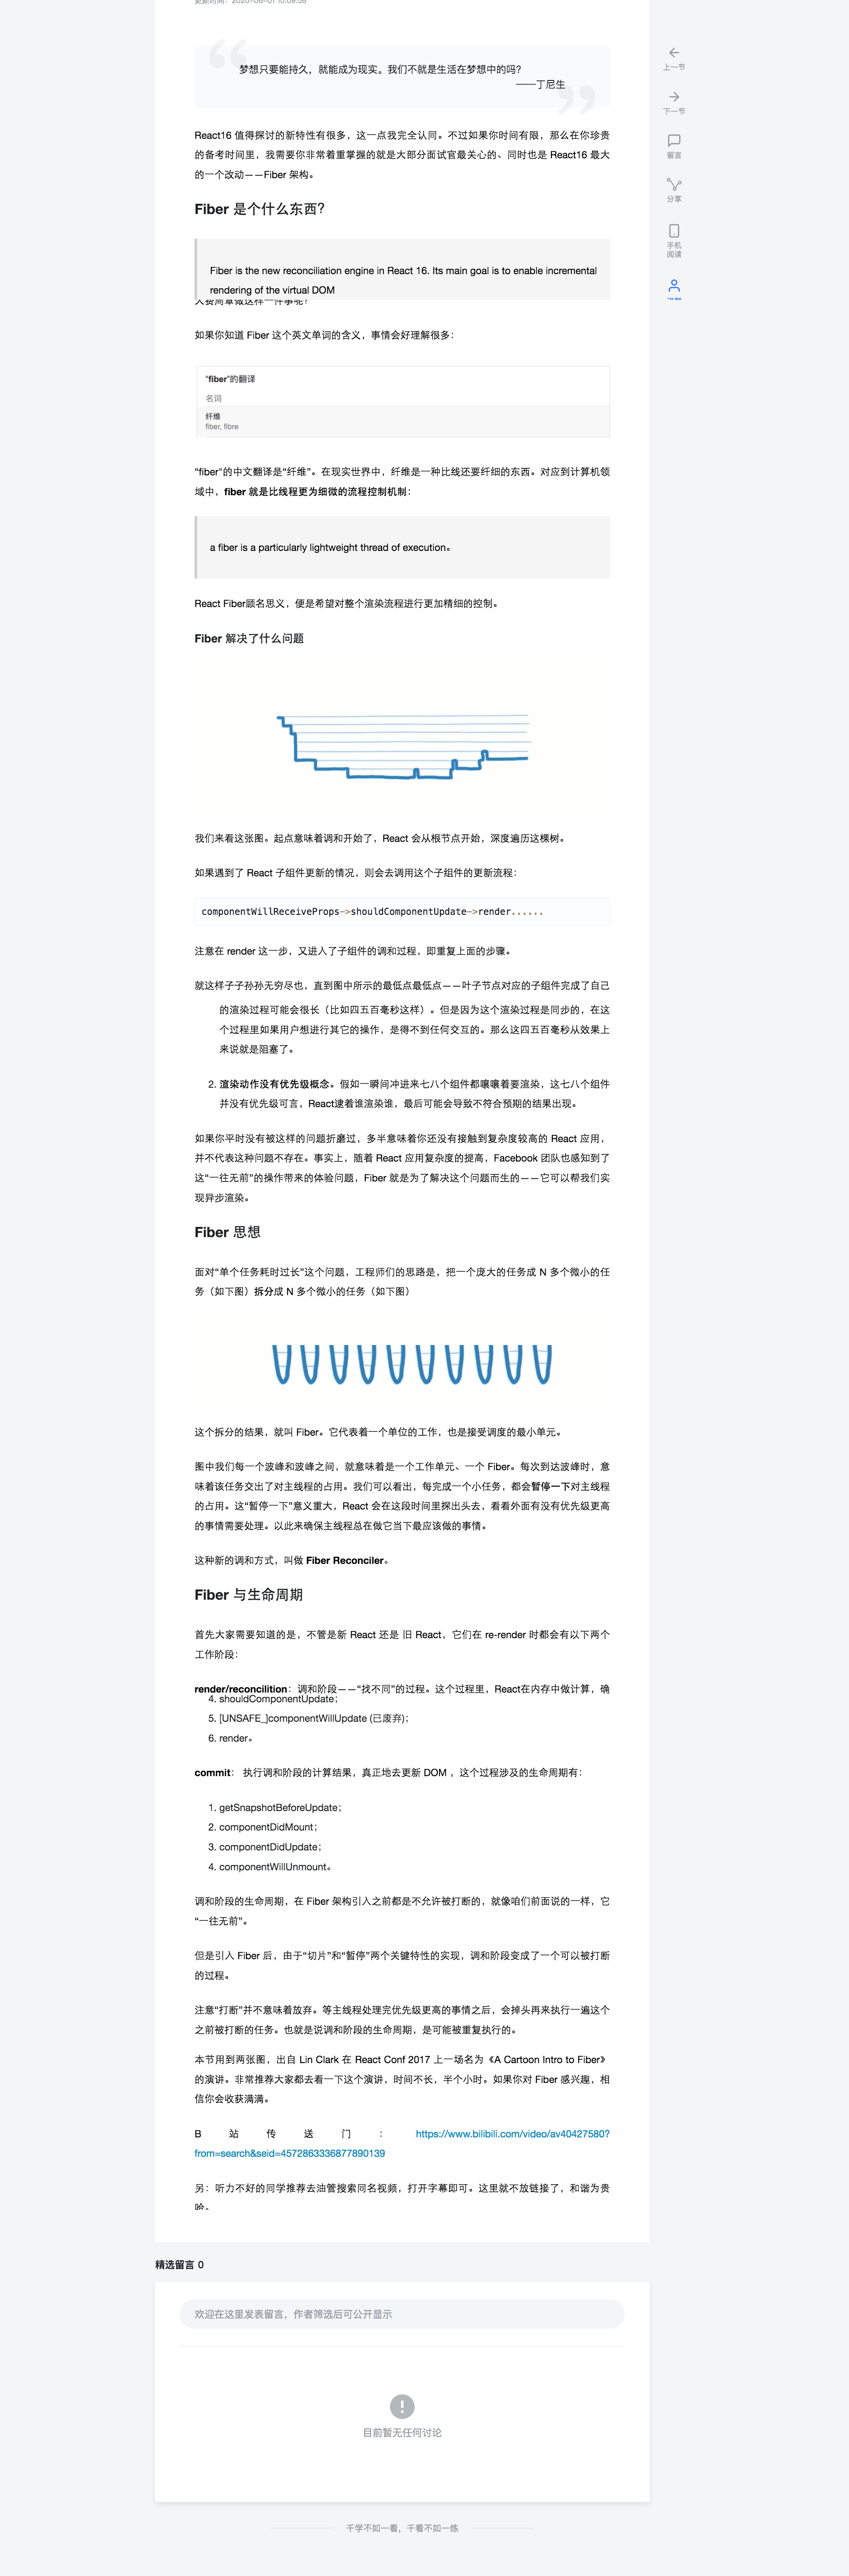 更新时间：2020-06-01 10:09:56
梦想只要能持久，就能成为现实。我们不就是生活在梦想中的吗？
——丁尼生
上一节
下一节
留言
分享
手机
阅读
React16 值得探讨的新特性有很多，这一点我完全认同。不过如果你时间有限，那么在你珍贵
的备考时间里，我需要你非常着重掌握的就是大部分面试官最关心的、同时也是 React16 最大
的一个改动——Fiber 架构。
Fiber 是个什么东西？
Fiber is the new reconciliation engine in React 16. Its main goal is to enable incremental
rendering of the virtual DOM
大费周章做这样一件事呢？
如果你知道 Fiber 这个英文单词的含义，事情会好理解很多：
“fiber”的翻译
名词
纤维
fiber, fibre
“fiber”的中文翻译是“纤维”。在现实世界中，纤维是一种比线还要纤细的东西。对应到计算机领
域中，fiber 就是比线程更为细微的流程控制机制：
a fiber is a particularly lightweight thread of execution。
React Fiber顾名思义，便是希望对整个渲染流程进行更加精细的控制。
Fiber 解决了什么问题
我们来看这张图。起点意味着调和开始了，React 会从根节点开始，深度遍历这棵树。
如果遇到了 React 子组件更新的情况，则会去调用这个子组件的更新流程：
componentWillReceiveProps->shouldComponentUpdate->render......
注意在 render 这一步，又进入了子组件的调和过程，即重复上面的步骤。
就这样子子孙孙无穷尽也，直到图中所示的最低点最低点——叶子节点对应的子组件完成了自己
的渲染过程可能会很长（比如四五百毫秒这样）。但是因为这个渲染过程是同步的，在这
个过程里如果用户想进行其它的操作，是得不到任何交互的。那么这四五百毫秒从效果上
来说就是阻塞了。
2. 渲染动作没有优先级概念。假如一瞬间冲进来七八个组件都嚷嚷着要渲染，这七八个组件
并没有优先级可言，React逮着谁渲染谁，最后可能会导致不符合预期的结果出现。
如果你平时没有被这样的问题折磨过，多半意味着你还没有接触到复杂度较高的 React 应用，
并不代表这种问题不存在。事实上，随着 React 应用复杂度的提高，Facebook 团队也感知到了
这“一往无前”的操作带来的体验问题，Fiber 就是为了解决这个问题而生的——它可以帮我们实
现异步渲染。
Fiber 思想
面对“单个任务耗时过长”这个问题，工程师们的思路是，把一个庞大的任务成 N 多个微小的任
务（如下图）拆分成 N 多个微小的任务（如下图）
这个拆分的结果，就叫 Fiber。它代表着一个单位的工作，也是接受调度的最小单元。
图中我们每一个波峰和波峰之间，就意味着是一个工作单元、一个 Fiber。每次到达波峰时，意
味着该任务交出了对主线程的占用。我们可以看出，每完成一个小任务，都会暂停一下对主线程
的占用。这“暂停一下”意义重大，React 会在这段时间里探出头去，看看外面有没有优先级更高
的事情需要处理。以此来确保主线程总在做它当下最应该做的事情。
这种新的调和方式，叫做 Fiber Reconciler。
Fiber 与生命周期
首先大家需要知道的是，不管是新 React 还是 旧 React，它们在 re-render 时都会有以下两个
工作阶段：
render/reconcilition：调和阶段——“找不同”的过程。这个过程里，React在内存中做计算，确
4. shouldComponentUpdate；
5. [UNSAFE_]componentWillUpdate (已废弃)；
6. render。
commit： 执行调和阶段的计算结果，真正地去更新 DOM ，这个过程涉及的生命周期有：
1. getSnapshotBeforeUpdate；
2. componentDidMount；
3. componentDidUpdate；
4. componentWillUnmount。
调和阶段的生命周期，在 Fiber 架构引入之前都是不允许被打断的，就像咱们前面说的一样，它
“一往无前”。
但是引入 Fiber 后，由于“切片”和“暂停”两个关键特性的实现，调和阶段变成了一个可以被打断
的过程。
注意“打断”并不意味着放弃。等主线程处理完优先级更高的事情之后，会掉头再来执行一遍这个
之前被打断的任务。也就是说调和阶段的生命周期，是可能被重复执行的。
本节用到两张图，出自 Lin Clark 在 React Conf 2017 上一场名为《A Cartoon Intro to Fiber》
的演讲。非常推荐大家都去看一下这个演讲，时间不长，半个小时。如果你对 Fiber 感兴趣，相
信你会收获满满。
B 站 传 送 门 ： https://www.bilibili.com/video/av40427580?
from=search&seid=4572863336877890139
另：听力不好的同学推荐去油管搜索同名视频，打开字幕即可。这里就不放链接了，和谐为贵
哈。
精选留言 0
欢迎在这里发表留言，作者筛选后可公开显示
目前暂无任何讨论
千学不如一看，千看不如一练